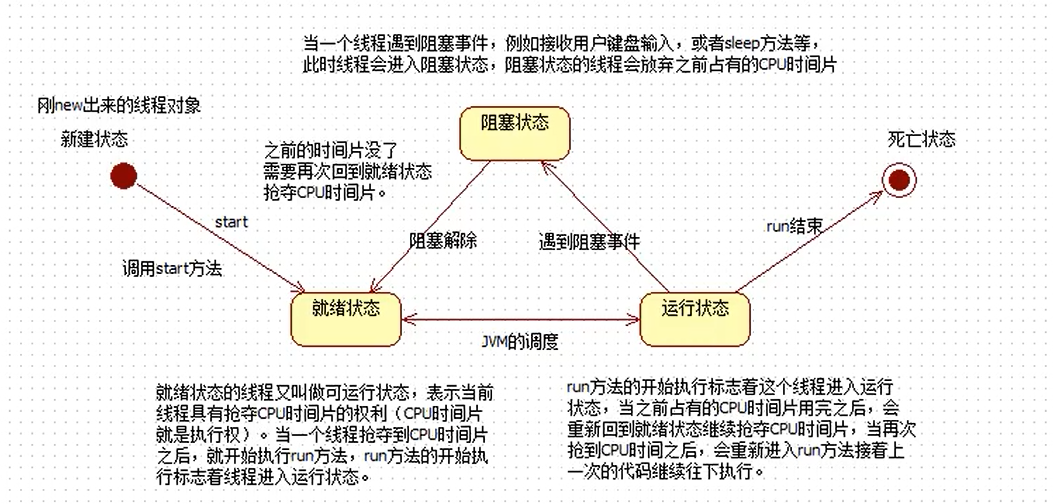 当一个线程遇到阻塞事件，例如接收用户键盘输入，或者sleep方法等，
此时线程会进入阻塞状态，阻塞状态的线程会放弃之前占有的CPU时间片
刚new出来的线程对象
新建状态
阻塞状态
死亡状态
之前的时间片没了
需要再次回到就绪状态
抢夺CPU时间片。
start
调用start方法
阻塞解除
遇到阻塞事件
run结束
就绪状态
运行状态
JVM的调度
就绪状态的线程又叫做可运行状态，表示当前
线程具有抢夺CPU时间片的权利（CPU时间片
就是执行权）。当一个线程抢夺到CPU时间片
之后，就开始执行run方法，run方法的开始执
行标志着线程进入运行状态。
run方法的开始执行标志着这个线程进入运行
状态，当之前占有的CPU时间片用完之后，会
重新回到就绪状态继续抢夺CPU时间片，当再次
抢到CPU时间之后，会重新进入run方法接着上
一次的代码继续往下执行。